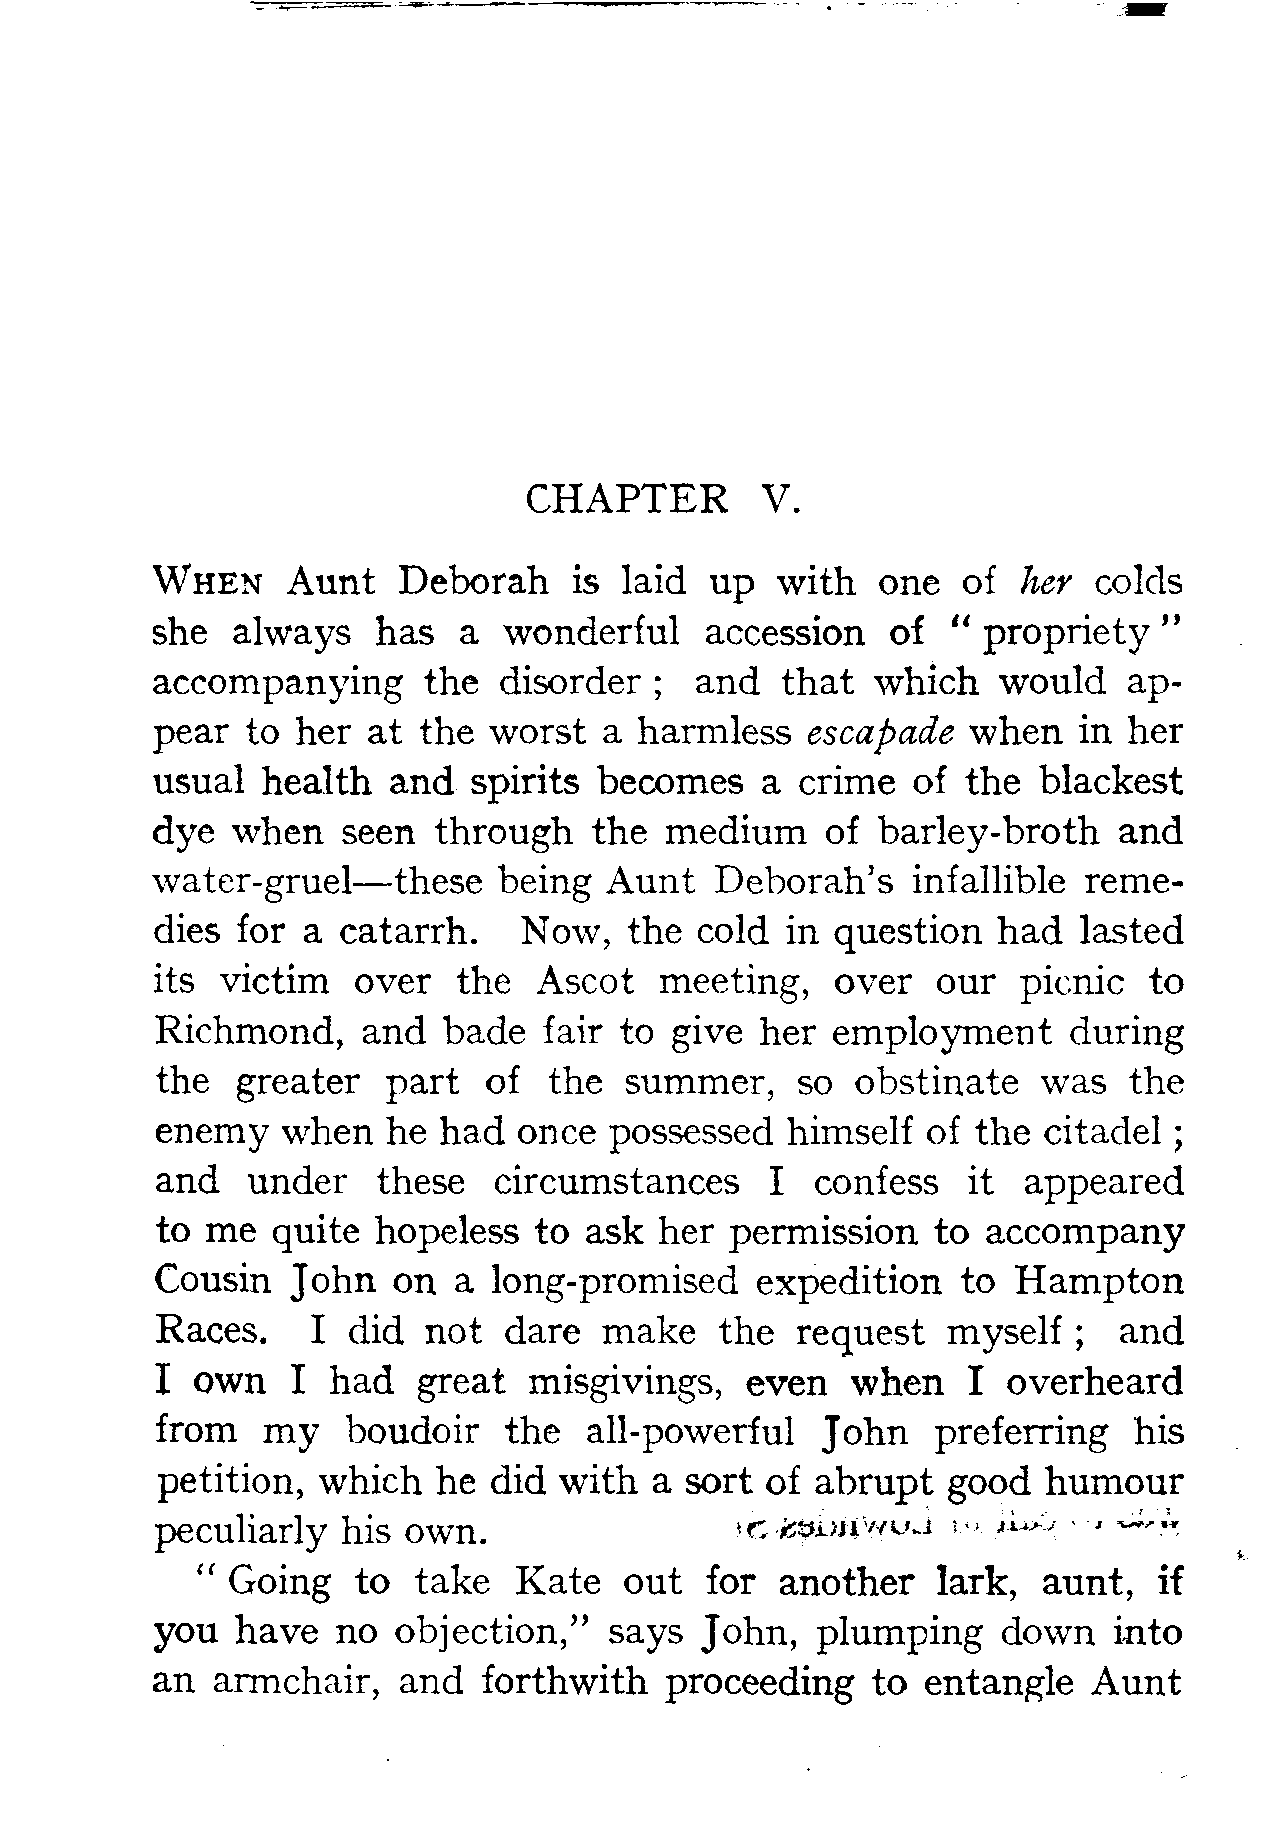 CHAPTER V.
WHEN Aunt Deborah is laid up with one of her colds
she always has a wonderful accession of “ propriety ”
accompanying the disorder ; and that which would ap-
pear to her at the worst a harmless escapade when in her
usual health and spirits becomes a crime of the blackest
dye when seen through the medium of barley-broth and
water-gruel—these being Aunt Deborah’s infallible reme-
dies for a catarrh. Now, the cold in question had lasted
its victim over the Ascot meeting, over our picnic to
Richmond, and bade fair to give her employment during
the greater part of the summer, so obstinate was the
enemy when he had once possessed himself of the citadel ;
and under these circumstances I confess it appeared
to me quite hopeless to ask her permission to accompany
Cousin John on a long-promised expedition to Hampton
Races. I did not dare make the request myself ; and
I own I had great misgivings, even when I overheard
from my boudoir the all-powerful John preferring his
petition, which he did with a sort of abrupt good humour
peculiarly his own.
“ Going to take Kate out for another lark, aunt, if
you have no objection,” says John, plumping down into
an armchair, and forthwith proceeding to entangle Aunt